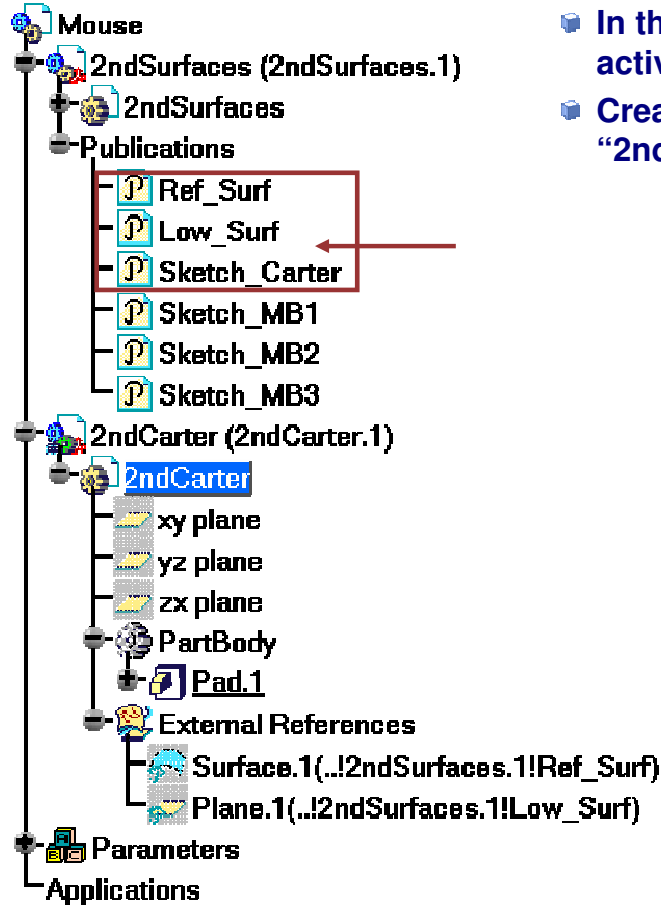 Mouse
2ndSurfaces (2ndSurfaces.1)
2ndSurfaces
Publications
Ref_Surf
Low_Surf
Sketch_Carter
Sketch_MB1
Sketch_MB2
Sketch_MB3
2ndCarter (2ndCarter.1)
2ndCarter
xy plane
yz plane
zx plane
PartBody
Pad.1
External References
Surface.1(..!2ndSurfaces.1!Ref_Surf)
Plane.1(..!2ndSurfaces.1!Low_Surf)
Parameters
Applications
In th
activ
Crea
“2nd